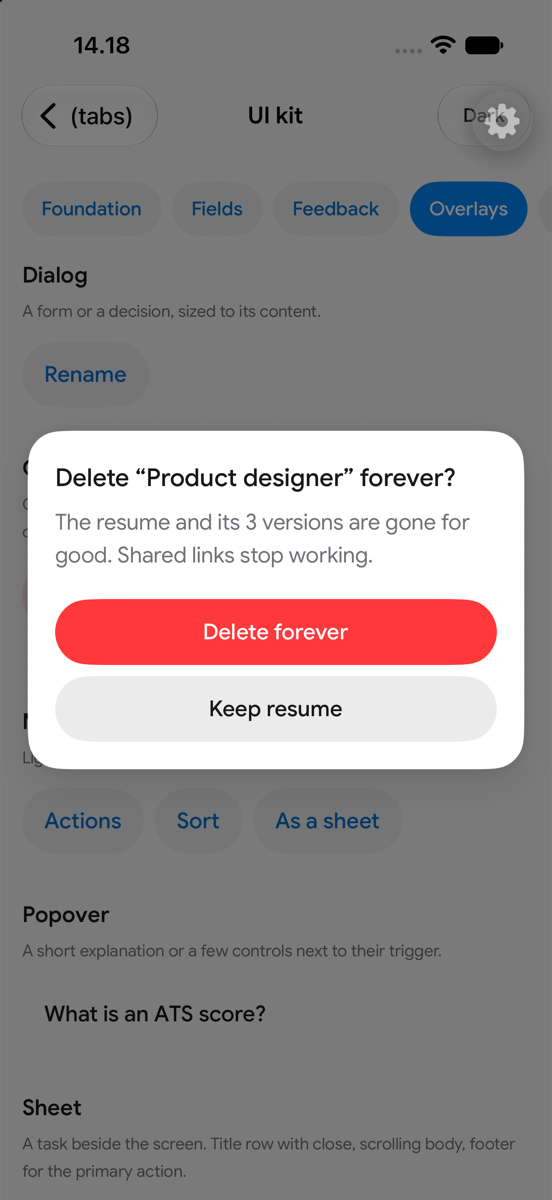 14.18
(tabs)
UI kit
Dark
Foundation
Fields
Feedback
Overlays
Dialog
A form or a decision, sized to its content.
Rename
Delete “Product designer” forever?
The resume and its 3 versions are gone for
good. Shared links stop working.
Delete forever
Keep resume
Actions
Sort
As a sheet
Popover
A short explanation or a few controls next to their trigger.
What is an ATS score?
Sheet
A task beside the screen. Title row with close, scrolling body, footer
for the primary action.